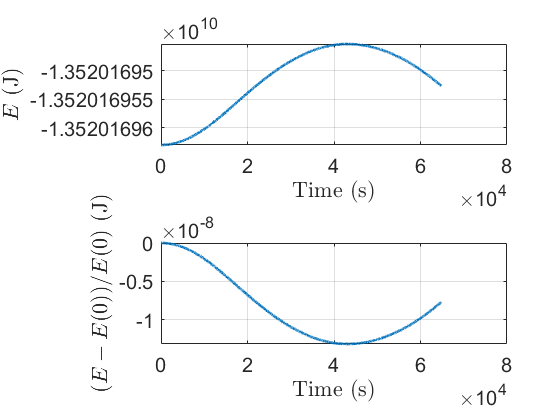 ×10^10
E (J)
-1.35201695
-1.352016955
-1.35201696
0 2 4 6 8
Time (s)
×10^4
×10^-8
(E − E(0))/E(0) (J)
0
-0.5
-1
0 2 4 6 8
Time (s)
×10^4